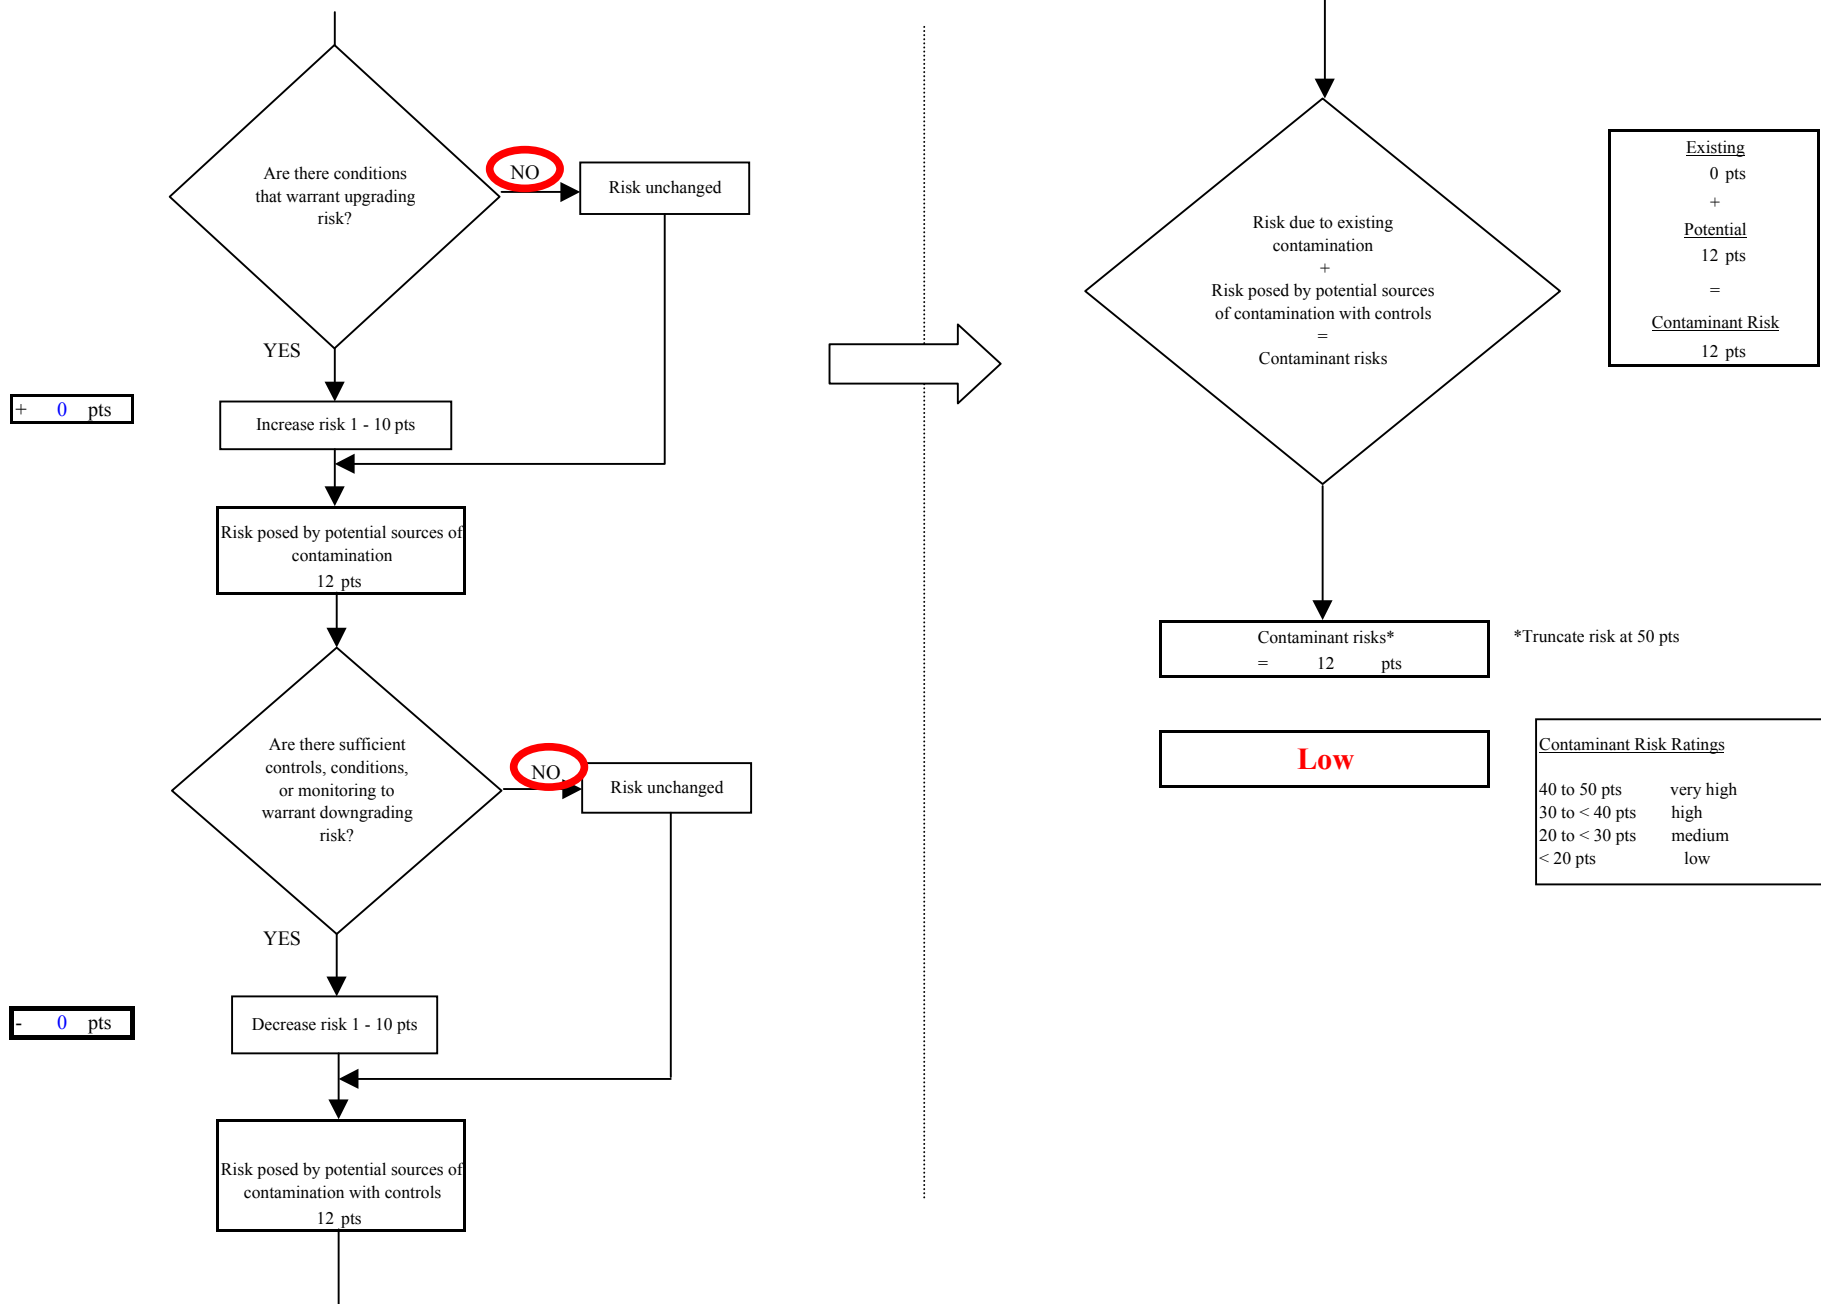 Are there conditions
that warrant upgrading
risk?
NO
Risk unchanged
YES
+ 0 pts
Increase risk 1 - 10 pts
Risk posed by potential sources of
contamination
12 pts
Are there sufficient
controls, conditions,
or monitoring to
warrant downgrading
risk?
NO
Risk unchanged
YES
- 0 pts
Decrease risk 1 - 10 pts
Risk posed by potential sources of
contamination with controls
12 pts
Risk due to existing
contamination
+
Risk posed by potential sources
of contamination with controls
=
Contaminant risks
Existing
0 pts
+
Potential
12 pts
=
Contaminant Risk
12 pts
Contaminant risks*
= 12 pts
*Truncate risk at 50 pts
Low
Contaminant Risk Ratings
40 to 50 pts very high
30 to < 40 pts high
20 to < 30 pts medium
< 20 pts low